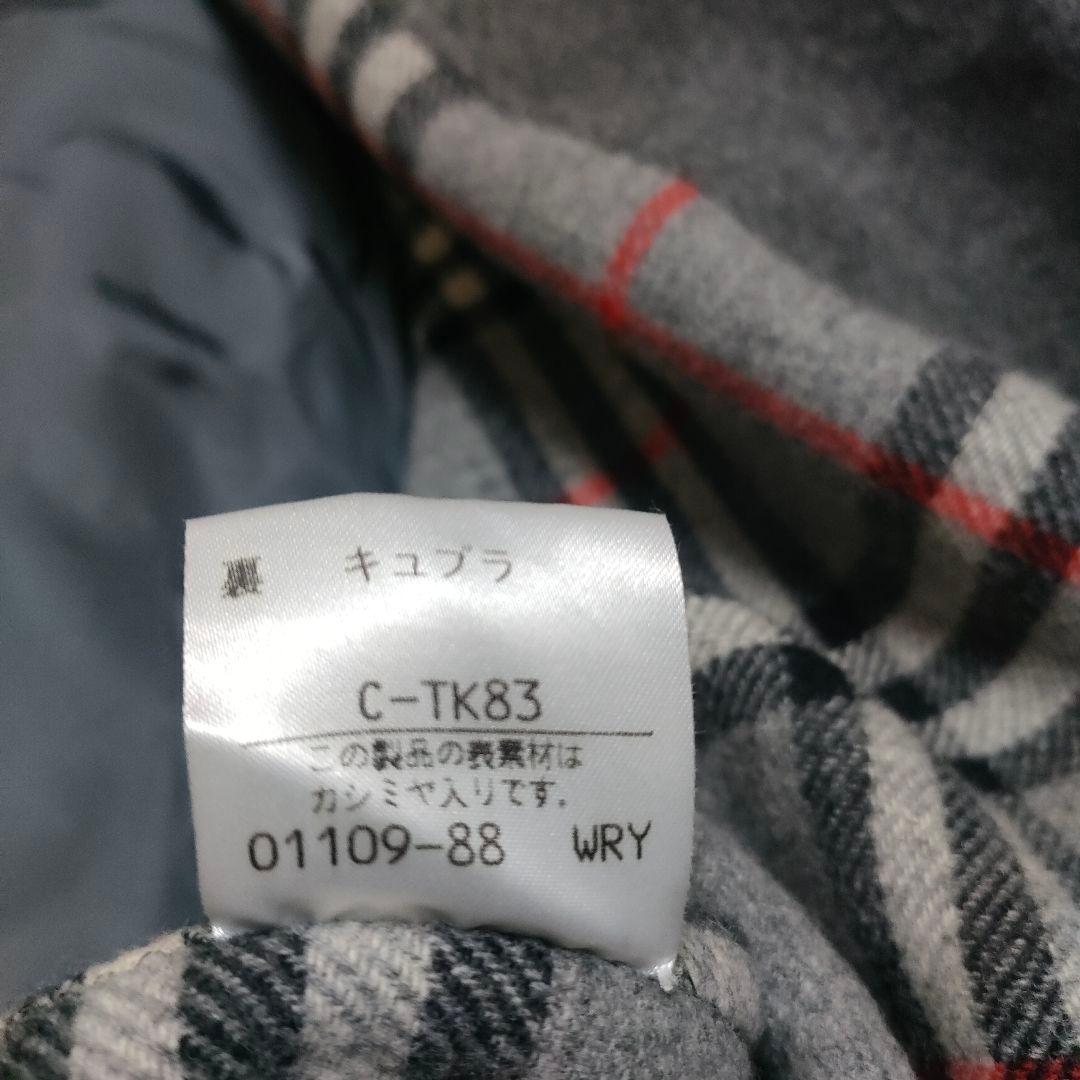 裏 キュプラ
C-TK83
この製品の表素材は
カシミヤ入りです.
01109-88 WRY